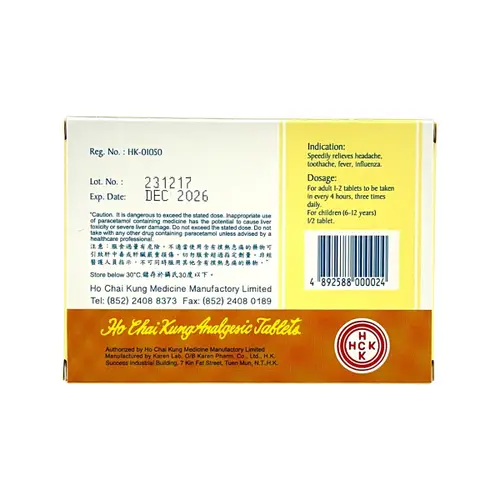 Reg. No. : HK-01050
Lot No. : 231217
Exp. Date: DEC 2026
"Caution. It is dangerous to exceed the stated dose. Inappropriate use
of paracetamol containing medicine has the potential to cause liver
toxicity or severe liver damage. Do not exceed the stated dose. Do not
take with any other drug containing paracetamol unless advised by a
healthcare professional.
注意:服食過量有危險,不適當使用含有撲熱息痛的藥物可
引致肝中毒或肝臟嚴重損傷。切勿服超過指定劑量。非經
醫護人員指示,不可同時服用其他含有撲熱息痛的藥物。"
Store below 30°C 儲存於攝氏30度以下。
Ho Chai Kung Medicine Manufactory Limited
Tel: (852) 2408 8373 Fax: (852) 2408 0189
Indication:
Speedily relieves headache,
toothache, fever, influenza.
Dosage:
For adult 1-2 tablets to be taken
in every 4 hours, three times
daily.
For children (6-12 years)
1/2 tablet.
4 892588 000024
Ho Chai Kung Analgesic Tablets
Authorized by Ho Chai Kung Medicine Manufactory Limited
Manufactured by Karen Lab. O/B Karen Pharm. Co., Ltd., H.K.
Success Industrial Building, 7 Kin Fat Street, Tuen Mun, N.T., H.K.
H
HCK
K